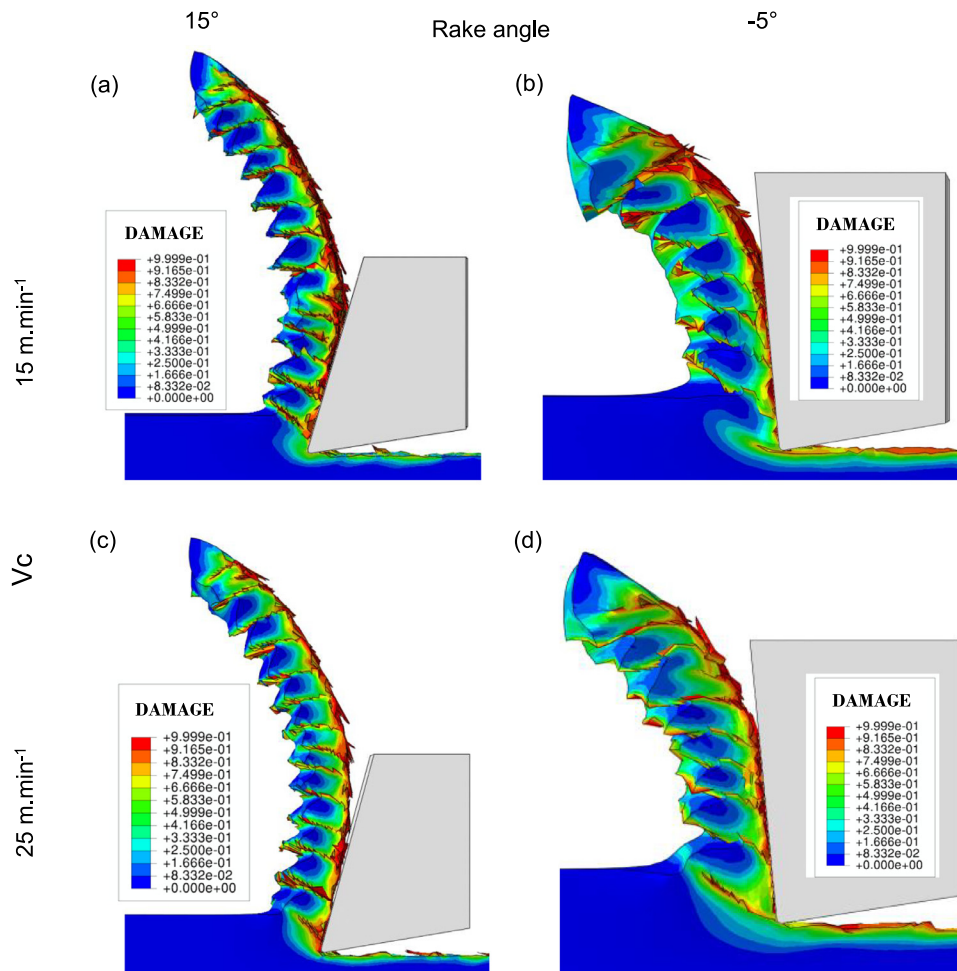 15°
Rake angle
-5°
(a)
(b)
15 m.min⁻¹
DAMAGE
+9.999e-01
+9.165e-01
+8.332e-01
+7.499e-01
+6.666e-01
+5.833e-01
+4.999e-01
+4.166e-01
+3.333e-01
+2.500e-01
+1.666e-01
+8.332e-02
+0.000e+00
DAMAGE
+9.999e-01
+9.165e-01
+8.332e-01
+7.499e-01
+6.666e-01
+5.833e-01
+4.999e-01
+4.166e-01
+3.333e-01
+2.500e-01
+1.666e-01
+8.332e-02
+0.000e+00
Vc
(c)
(d)
25 m.min⁻¹
DAMAGE
+9.999e-01
+9.165e-01
+8.332e-01
+7.499e-01
+6.666e-01
+5.833e-01
+4.999e-01
+4.166e-01
+3.333e-01
+2.500e-01
+1.666e-01
+8.332e-02
+0.000e+00
DAMAGE
+9.999e-01
+9.165e-01
+8.332e-01
+7.499e-01
+6.666e-01
+5.833e-01
+4.999e-01
+4.166e-01
+3.333e-01
+2.500e-01
+1.666e-01
+8.332e-02
+0.000e+00